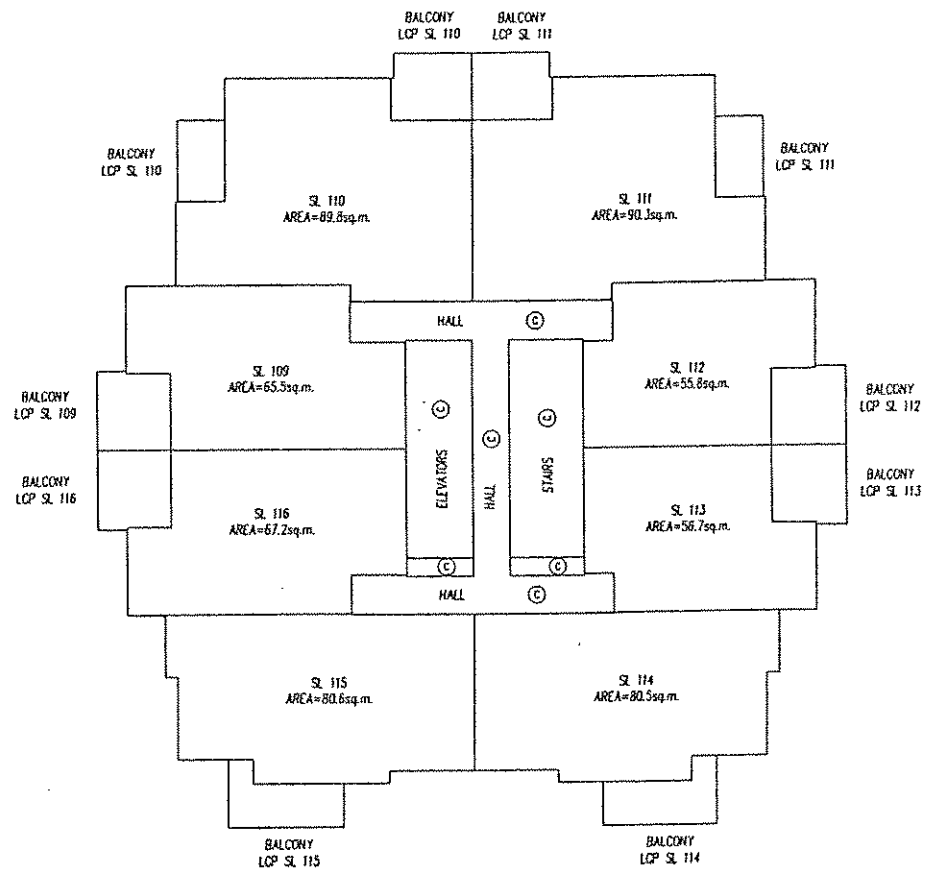 BALCONY
LCP SL 110
BALCONY
LCP SL 111
BALCONY
LCP SL 110
BALCONY
LCP SL 111
SL 110
AREA=89.8sq.m.
SL 111
AREA=90.3sq.m.
HALL
C
SL 109
AREA=65.5sq.m.
SL 112
AREA=55.8sq.m.
BALCONY
LCP SL 109
C
C
BALCONY
LCP SL 112
C
ELEVATORS
HALL
STAIRS
BALCONY
LCP SL 116
BALCONY
LCP SL 113
SL 116
AREA=67.2sq.m.
SL 113
AREA=56.7sq.m.
C
C
HALL
C
SL 115
AREA=80.6sq.m.
SL 114
AREA=80.5sq.m.
BALCONY
LCP SL 115
BALCONY
LCP SL 114